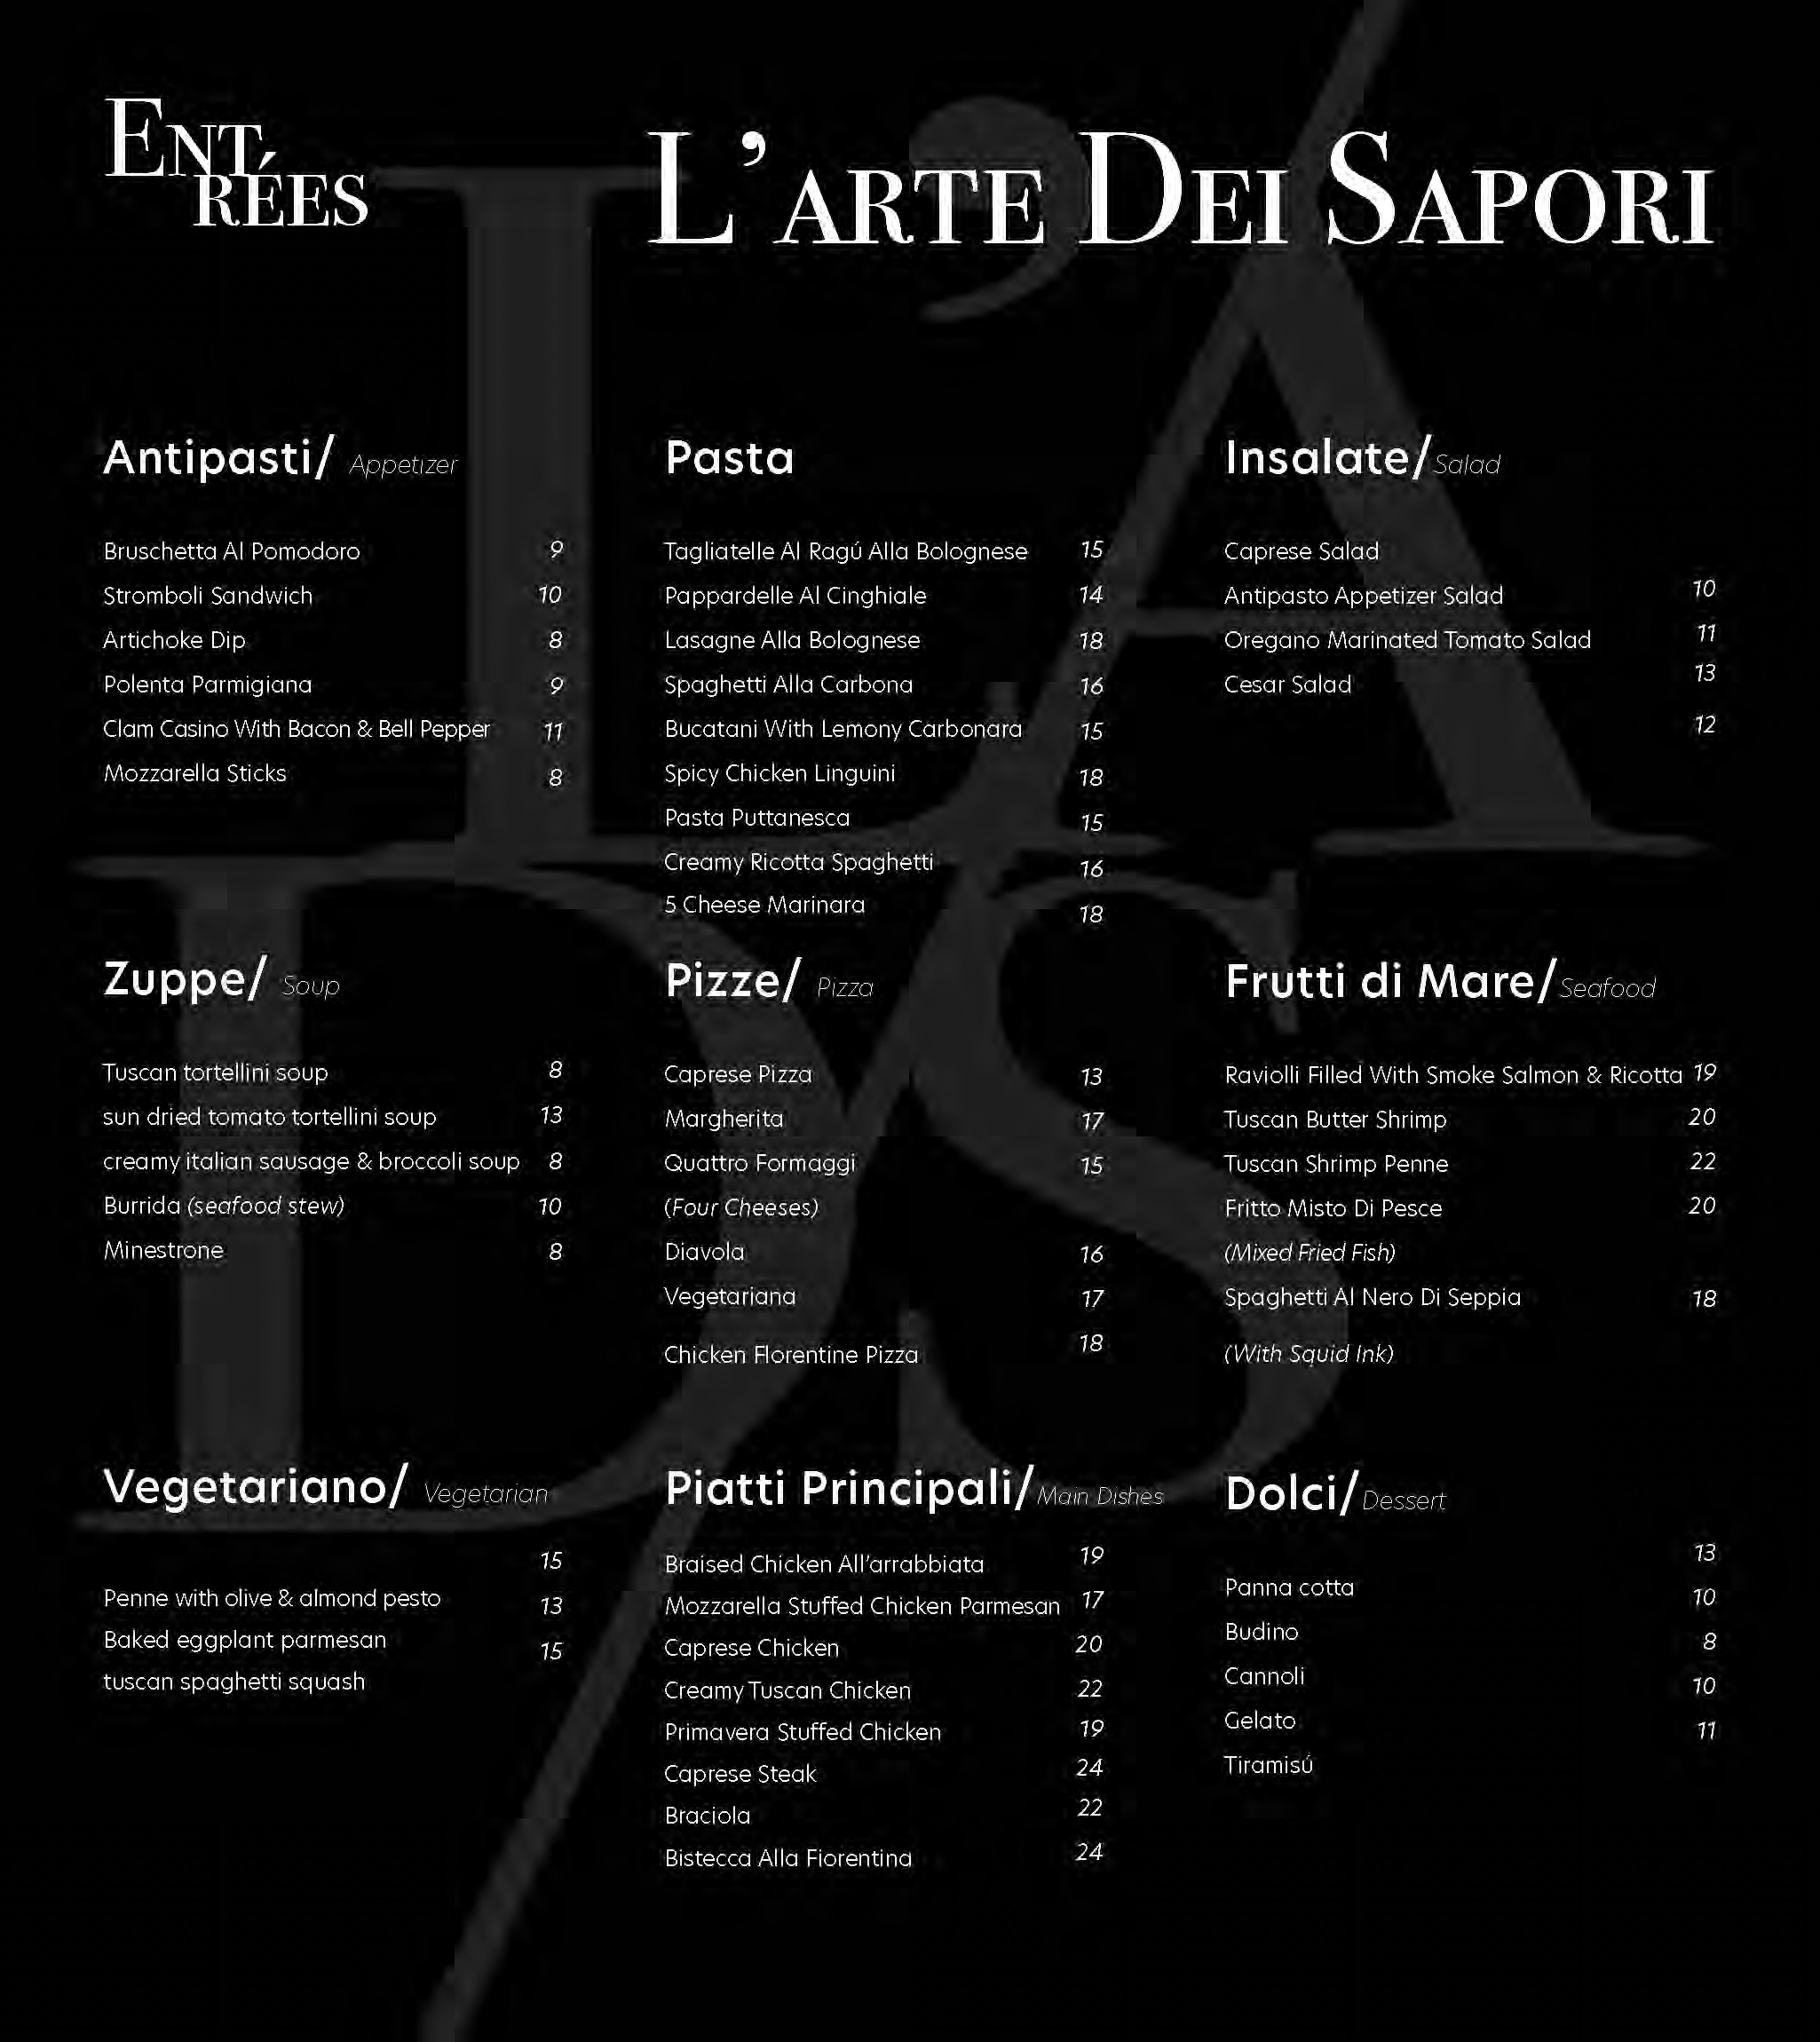 ENT
RÉES
L'ARTE DEI SAPORI
Antipasti/ Appetizer
Bruschetta Al Pomodoro 9
Stromboli Sandwich 10
Artichoke Dip 8
Polenta Parmigiana 9
Clam Casino With Bacon & Bell Pepper 11
Mozzarella Sticks 8
Pasta
Tagliatelle Al Ragú Alla Bolognese 15
Pappardelle Al Cinghiale 14
Lasagne Alla Bolognese 18
Spaghetti Alla Carbona 16
Bucatani With Lemony Carbonara 15
Spicy Chicken Linguini 18
Pasta Puttanesca 15
Creamy Ricotta Spaghetti 16
5 Cheese Marinara 18
Insalate/Salad
Caprese Salad
Antipasto Appetizer Salad 10
Oregano Marinated Tomato Salad 11
Cesar Salad 13
12
Zuppe/ Soup
Tuscan tortellini soup 8
sun dried tomato tortellini soup 13
creamy italian sausage & broccoli soup 8
Burrida (seafood stew) 10
Minestrone 8
Pizze/ Pizza
Caprese Pizza 13
Margherita 17
Quattro Formaggi 15
(Four Cheeses)
Diavola 16
Vegetariana 17
Chicken Florentine Pizza 18
Frutti di Mare/Seafood
Raviolli Filled With Smoke Salmon & Ricotta 19
Tuscan Butter Shrimp 20
Tuscan Shrimp Penne 22
Fritto Misto Di Pesce 20
(Mixed Fried Fish)
Spaghetti Al Nero Di Seppia 18
(With Squid Ink)
Vegetariano/ Vegetarian
15
Penne with olive & almond pesto 13
Baked eggplant parmesan 15
tuscan spaghetti squash
Piatti Principali/Main Dishes
Braised Chicken All'arrabbiata 19
Mozzarella Stuffed Chicken Parmesan 17
Caprese Chicken 20
Creamy Tuscan Chicken 22
Primavera Stuffed Chicken 19
Caprese Steak 24
Braciola 22
Bistecca Alla Fiorentina 24
Dolci/Dessert
13
Panna cotta 10
Budino 8
Cannoli 10
Gelato 11
Tiramisú
L'A
D/S